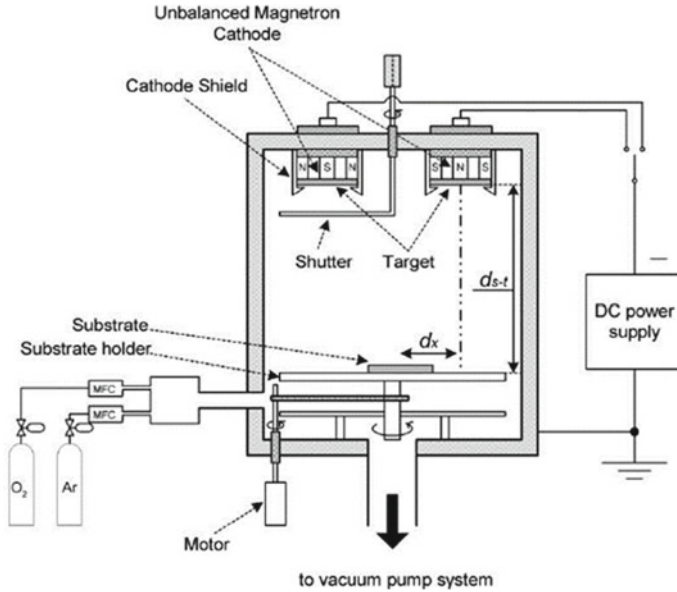 Unbalanced Magnetron
Cathode
Cathode Shield
N S N
S N S
Shutter
Target
ds-t
DC power
supply
Substrate
dx
Substrate holder
MFC
MFC
O2
Ar
Motor
to vacuum pump system